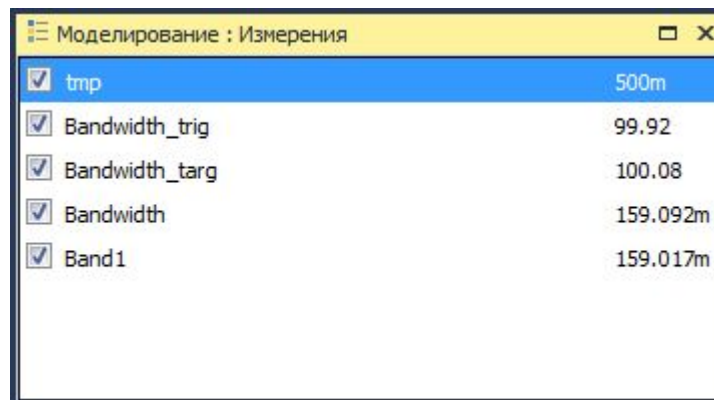 Моделирование : Измерения
tmp 500m
Bandwidth_trig 99.92
Bandwidth_targ 100.08
Bandwidth 159.092m
Band1 159.017m